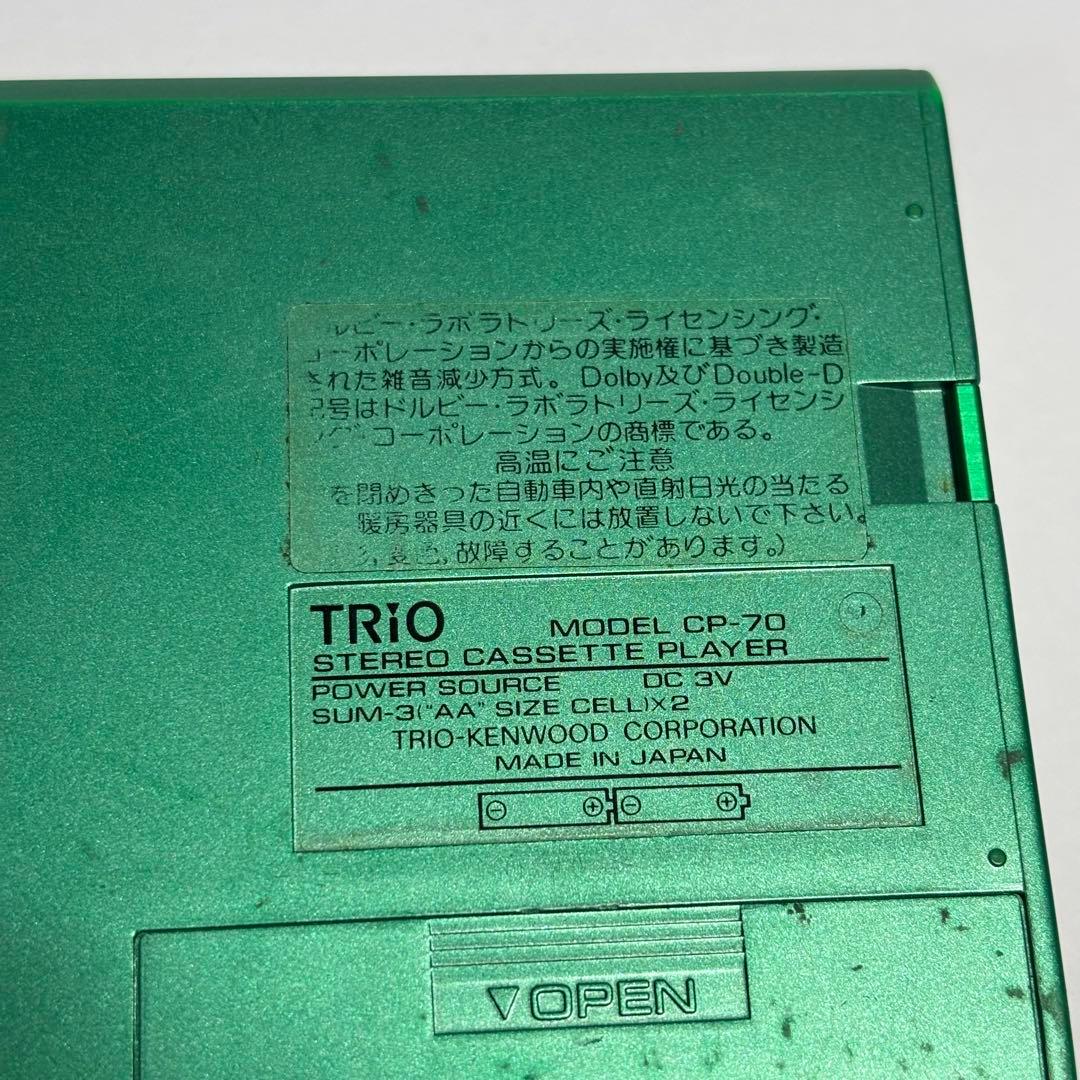 ルビー・ラボラトリーズ・ライセンシング・
コーポレーションからの実施権に基づき製造
された雑音減少方式。Dolby及びDouble-D
記号はドルビー・ラボラトリーズ・ライセンシ
ング・コーポレーションの商標である。
高温にご注意
を閉めきった自動車内や直射日光の当たる
暖房器具の近くには放置しないで下さい。
変色,故障することがあります。)
TRIO MODEL CP-70
STEREO CASSETTE PLAYER
POWER SOURCE DC 3V
SUM-3("AA" SIZE CELL)×2
TRIO-KENWOOD CORPORATION
MADE IN JAPAN
⊖ ⊕ ⊖ ⊕
▽OPEN